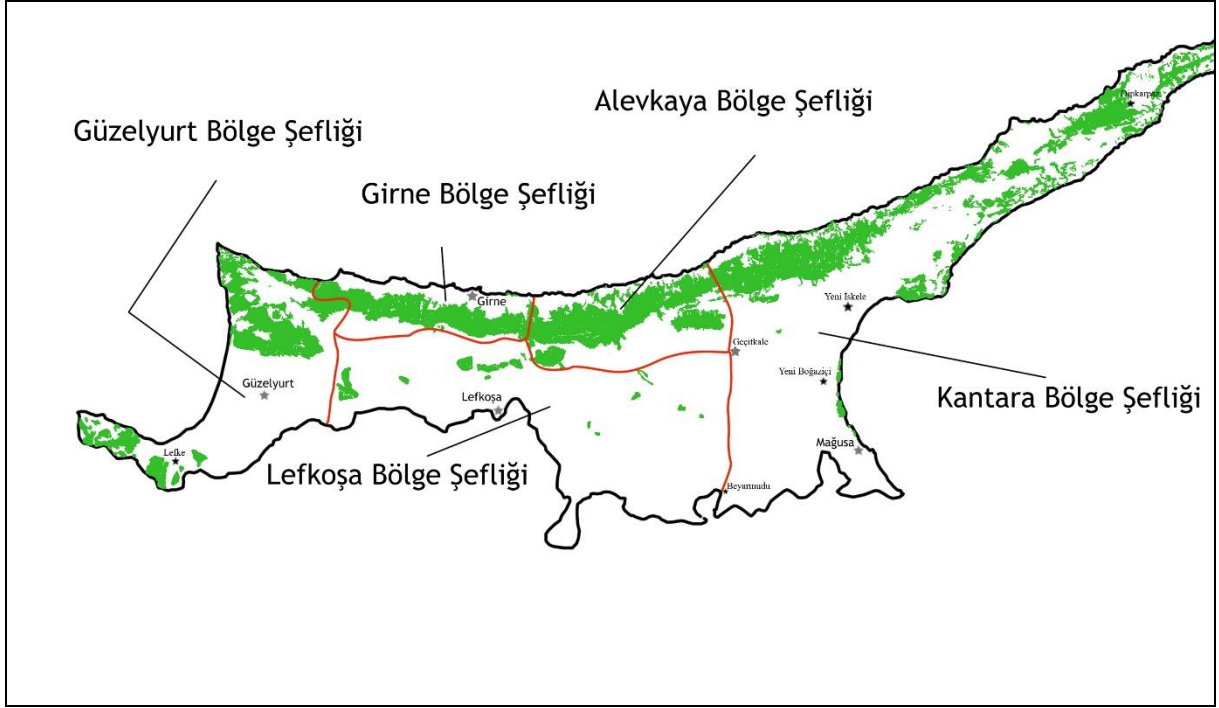 Alevkaya Bölge Şefliği
Dipkarpaz
Güzelyurt Bölge Şefliği
Girne Bölge Şefliği
Girne
Yeni İskele
Geçitkale
Yeni Boğaziçi
Güzelyurt
Lefkoşa
Kantara Bölge Şefliği
Mağusa
Lefke
Lefkoşa Bölge Şefliği
Beyarmudu